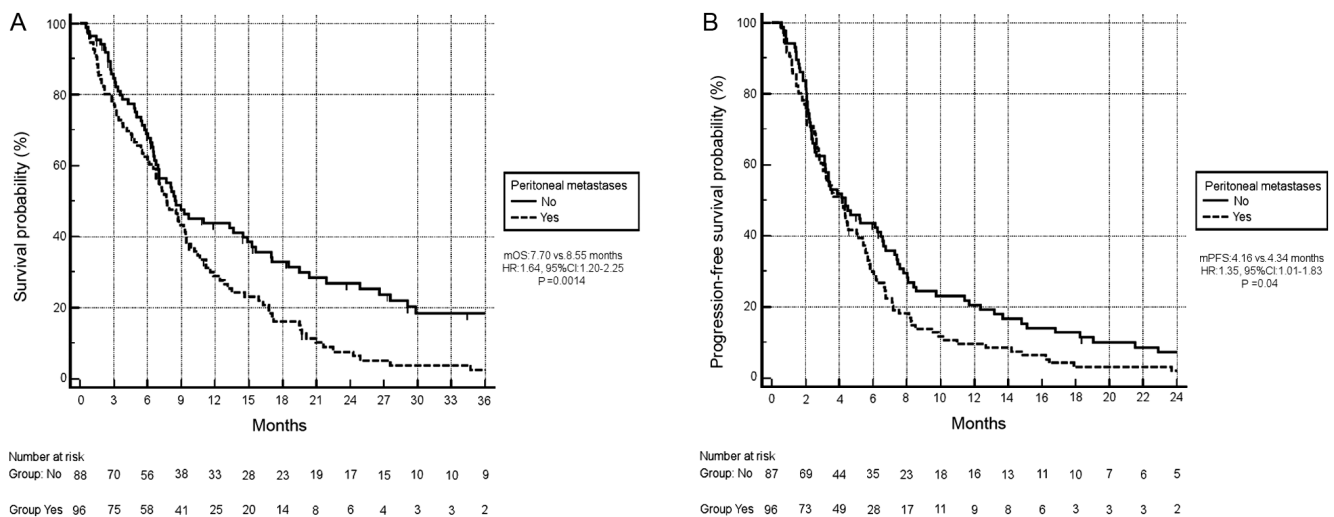 A
Survival probability (%)
100
80
60
40
20
0
0 3 6 9 12 15 18 21 24 27 30 33 36
Months
Peritoneal metastases
No
Yes
mOS:7.70 vs.8.55 months
HR:1.64, 95%CI:1.20-2.25
P =0.0014
Number at risk
Group: No 88 70 56 38 33 28 23 19 17 15 10 10 9
Group Yes 96 75 58 41 25 20 14 8 6 4 3 3 2
B
Progression-free survival probability (%)
100
80
60
40
20
0
0 2 4 6 8 10 12 14 16 18 20 22 24
Months
Peritoneal metastases
No
Yes
mPFS:4.16 vs.4.34 months
HR:1.35, 95%CI:1.01-1.83
P =0.04
Number at risk
Group: No 87 69 44 35 23 18 16 13 11 10 7 6 5
Group Yes 96 73 49 28 17 11 9 8 6 3 3 3 2